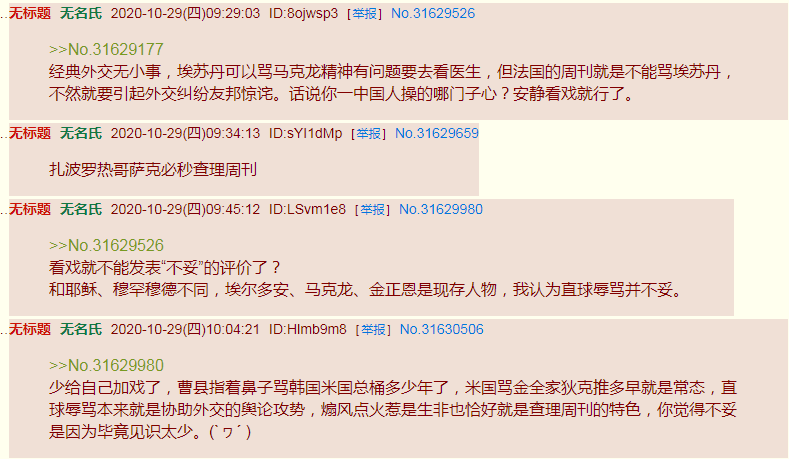 无标题 无名氏 2020-10-29(四)09:29:03 ID:8ojwsp3 [举报] No.31629526
>>No.31629177
经典外交无小事，埃苏丹可以骂马克龙精神有问题要去看医生，但法国的周刊就是不能骂埃苏丹，
不然就要引起外交纠纷友邦惊诧。话说你一中国人操的哪门子心？安静看戏就行了。
无标题 无名氏 2020-10-29(四)09:34:13 ID:sYl1dMp [举报] No.31629659
扎波罗热哥萨克必秒查理周刊
无标题 无名氏 2020-10-29(四)09:45:12 ID:LSvm1e8 [举报] No.31629980
>>No.31629526
看戏就不能发表“不妥”的评价了？
和耶稣、穆罕穆德不同，埃尔多安、马克龙、金正恩是现存人物，我认为直球辱骂并不妥。
无标题 无名氏 2020-10-29(四)10:04:21 ID:HImb9m8 [举报] No.31630506
>>No.31629980
少给自己加戏了，曹县指着鼻子骂韩国米国总桶多少年了，米国骂金全家狄克推多早就是常态，直
球辱骂本来就是协助外交的舆论攻势，煽风点火惹是生非也恰好就是查理周刊的特色，你觉得不妥
是因为毕竟见识太少。(`ヮ´ )